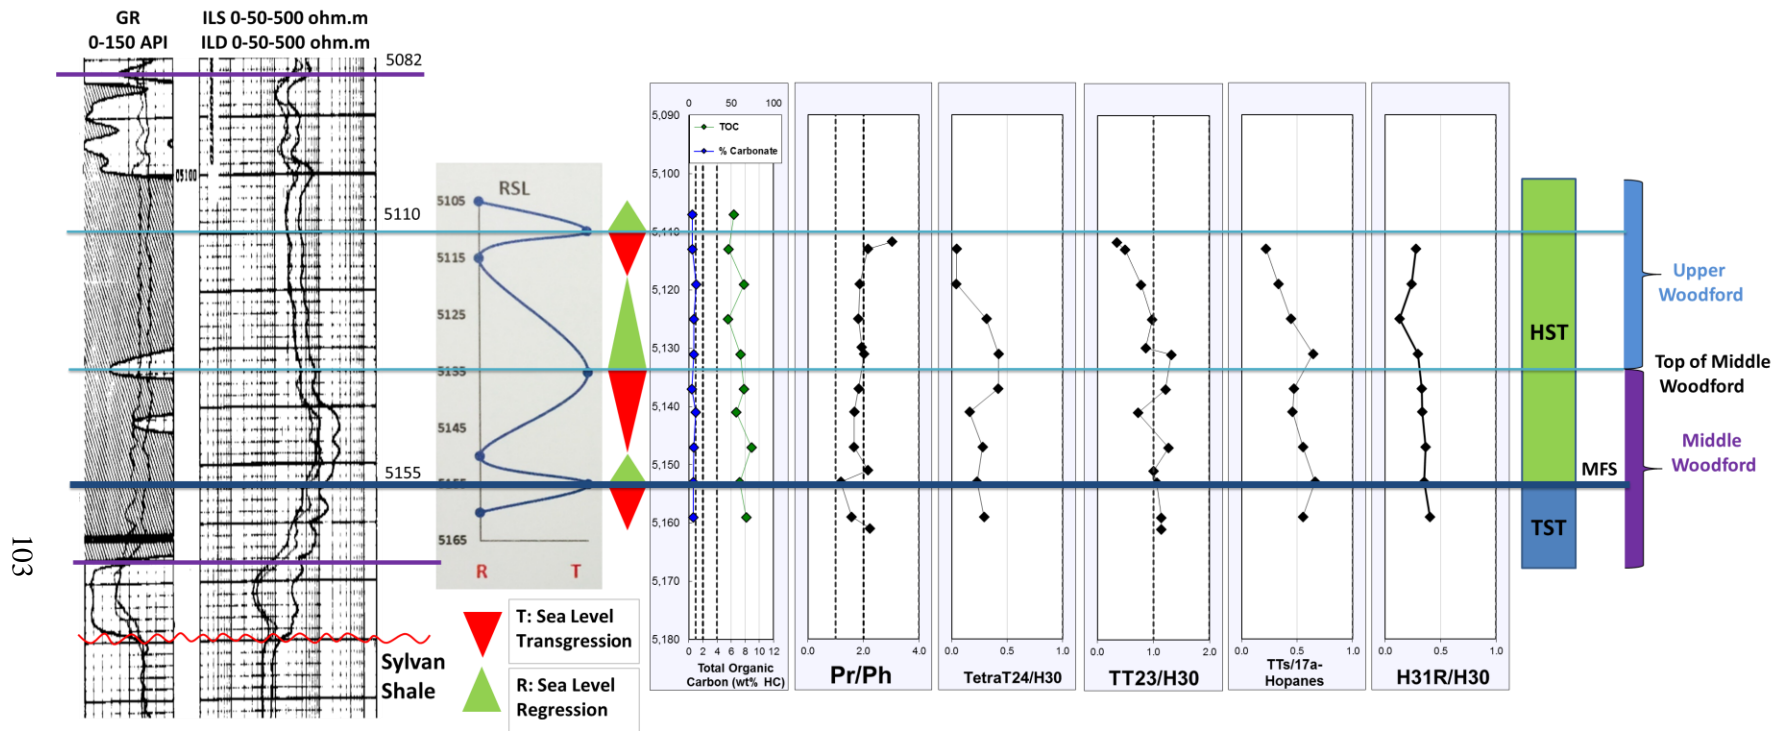 GR
0-150 API
ILS 0-50-500 ohm.m
ILD 0-50-500 ohm.m
5082
05100
5110
5155
Sylvan
Shale
103
RSL
5105
5115
5125
5135
5145
5155
5165
R T
T: Sea Level
Transgression
R: Sea Level
Regression
0 50 100
TOC
% Carbonate
5,090
5,100
5,110
5,120
5,130
5,140
5,150
5,160
5,170
5,180
0 2 4 6 8 10 12
Total Organic
Carbon (wt% HC)
0.0 2.0 4.0
Pr/Ph
0.0 0.5 1.0
TetraT24/H30
0.0 1.0 2.0
TT23/H30
0.0 0.5 1.0
TTs/17a-
Hopanes
0.0 0.5 1.0
H31R/H30
HST
TST
Upper
Woodford
Top of Middle
Woodford
Middle
Woodford
MFS